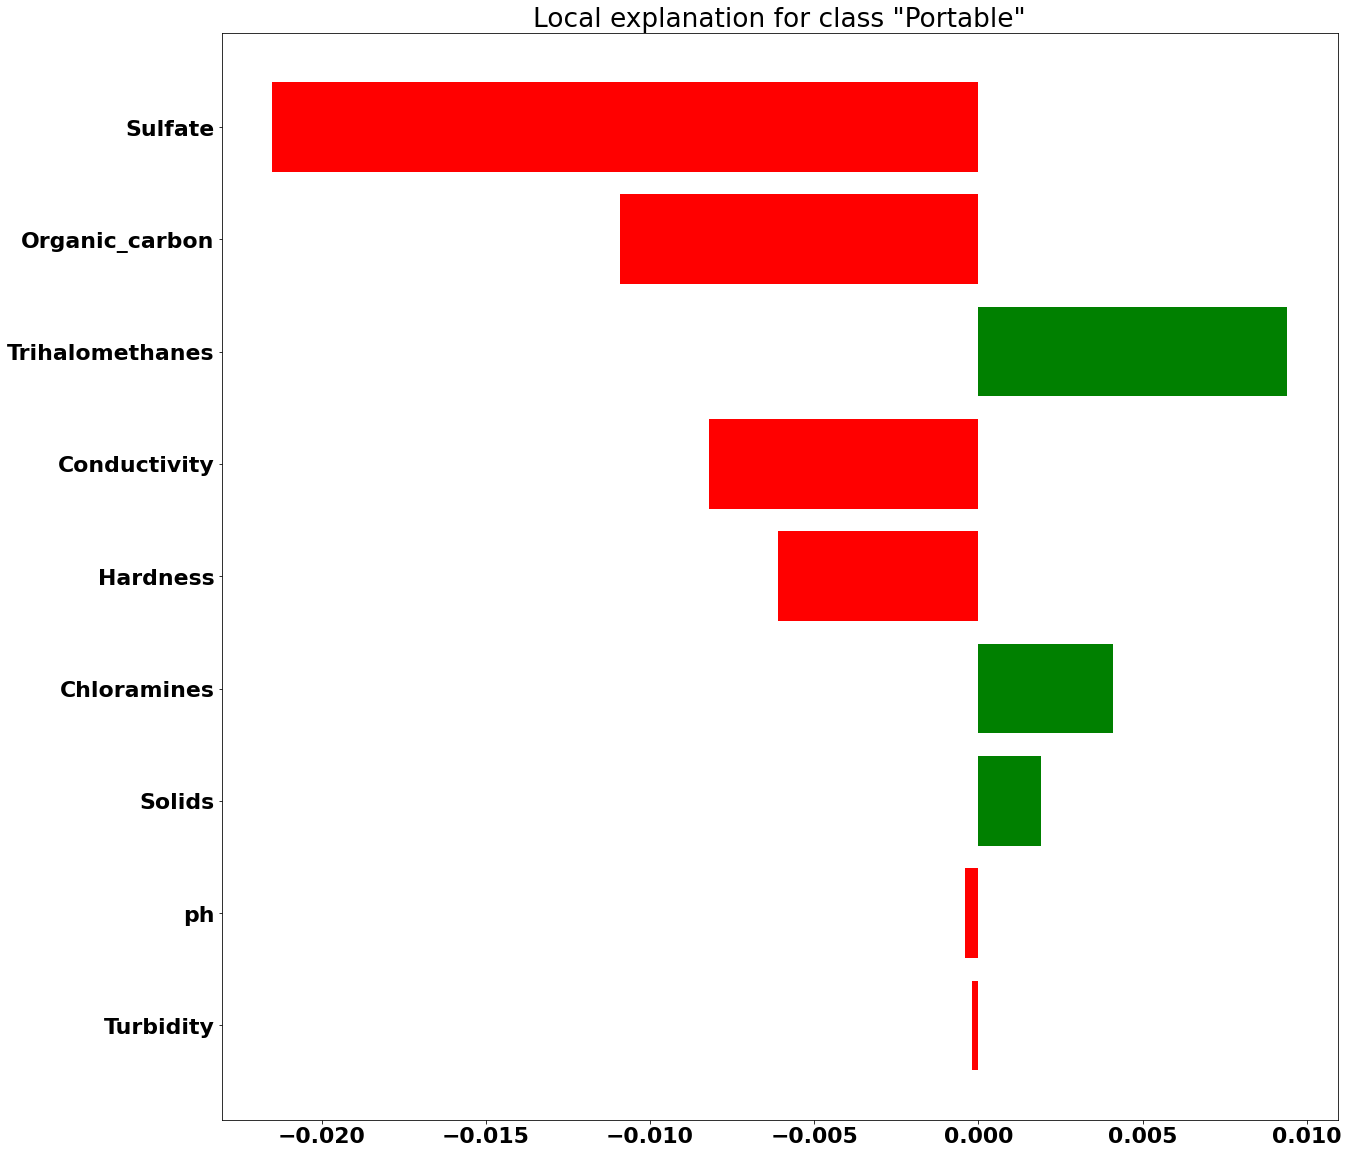 Local explanation for class "Portable"
Sulfate
Organic_carbon
Trihalomethanes
Conductivity
Hardness
Chloramines
Solids
ph
Turbidity
−0.020 −0.015 −0.010 −0.005 0.000 0.005 0.010